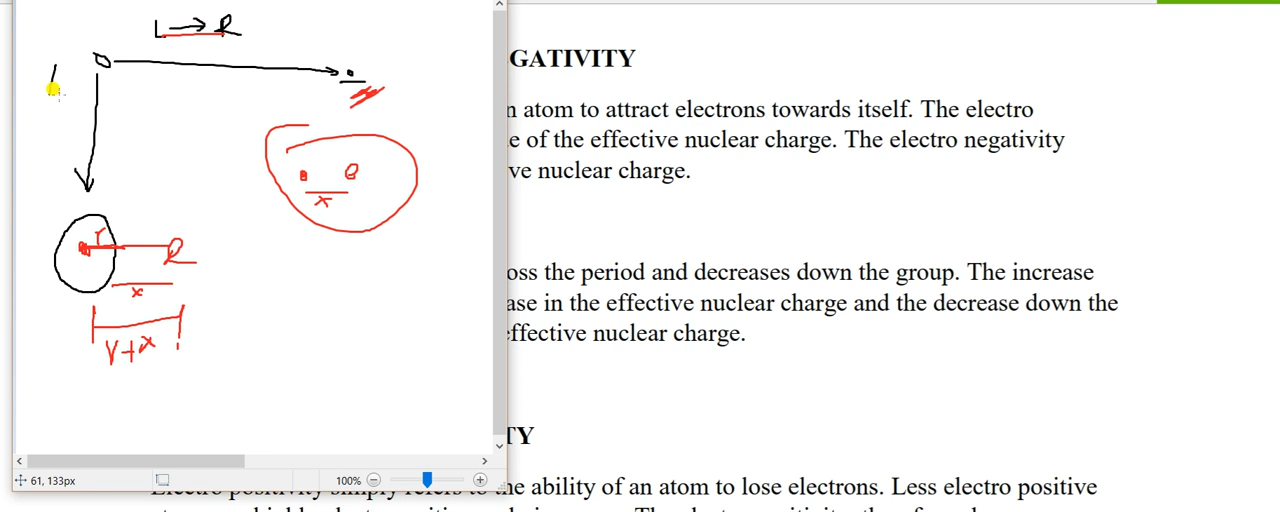 L → R
GATIVITY
n atom to attract electrons towards itself. The electro
e of the effective nuclear charge. The electro negativity
ve nuclear charge.
x
r
R
x
r+x
oss the period and decreases down the group. The increase
ase in the effective nuclear charge and the decrease down the
effective nuclear charge.
TY
61, 133px
100%
the ability of an atom to lose electrons. Less electro positive